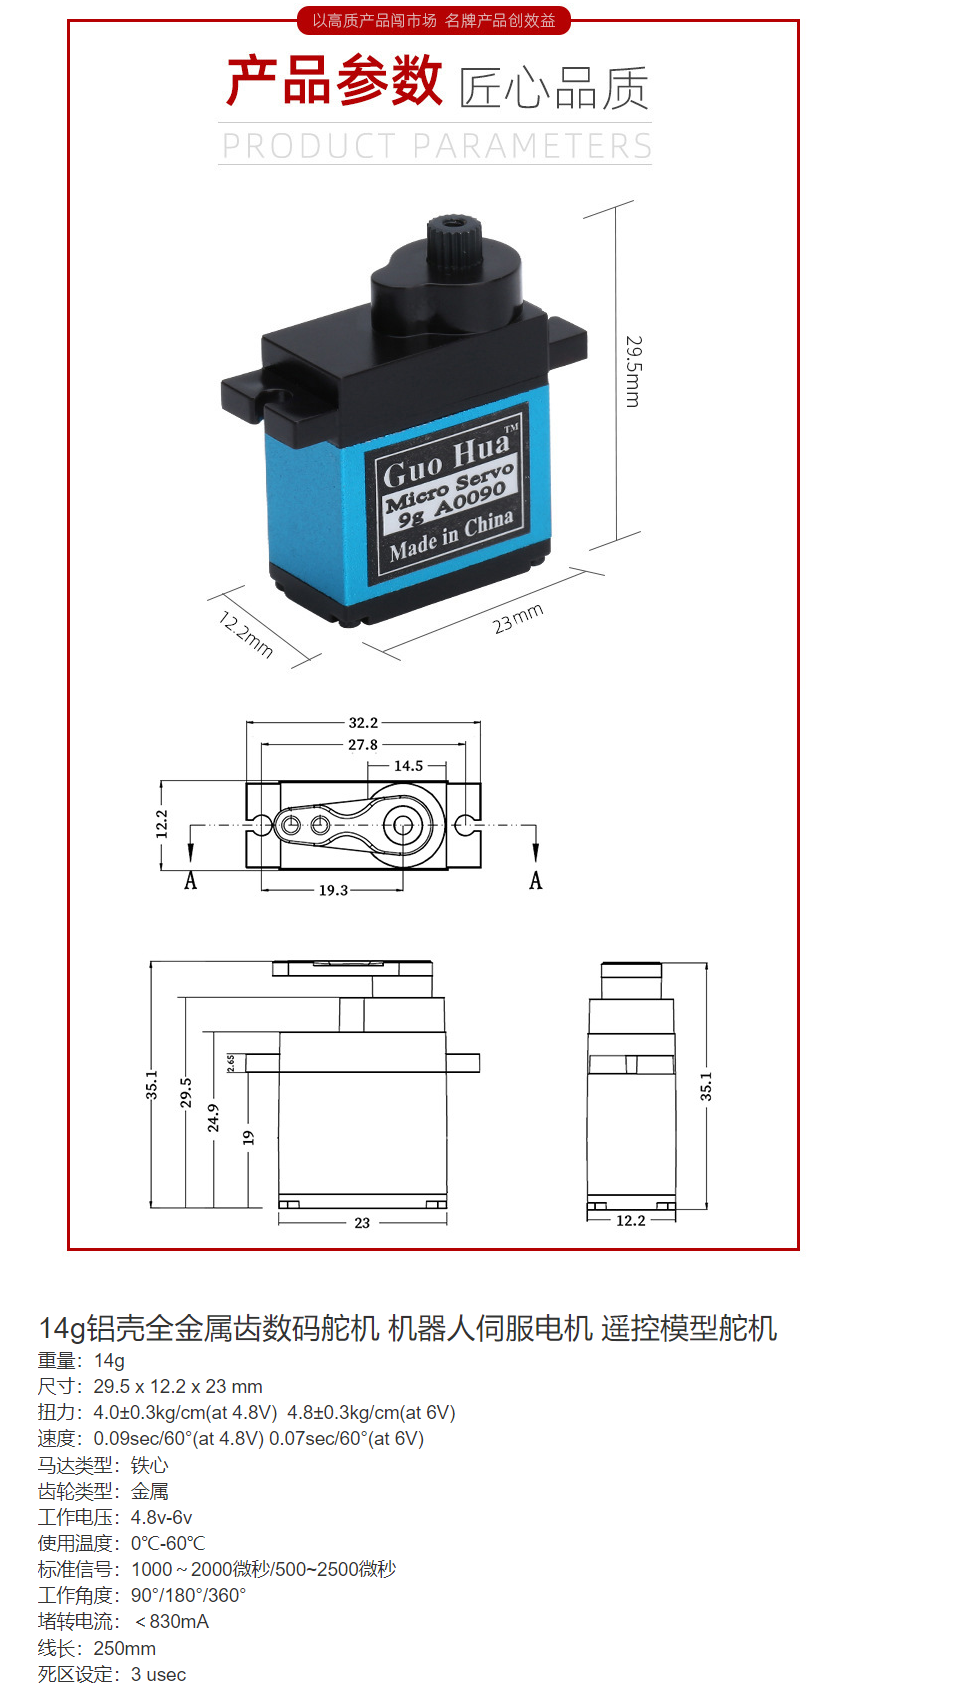 以高质产品闯市场 名牌产品创效益
产品参数 匠心品质
PRODUCT PARAMETERS
29.5mm
Guo Hua™
Micro Servo
9g A0090
Made in China
12.2mm
23mm
32.2
27.8
14.5
12.2
A
A
19.3
2.65
35.1
29.5
24.9
19
35.1
23
12.2
14g铝壳全金属齿数码舵机 机器人伺服电机 遥控模型舵机
重量：14g
尺寸：29.5 x 12.2 x 23 mm
扭力：4.0±0.3kg/cm(at 4.8V) 4.8±0.3kg/cm(at 6V)
速度：0.09sec/60°(at 4.8V) 0.07sec/60°(at 6V)
马达类型：铁心
齿轮类型：金属
工作电压：4.8v-6v
使用温度：0℃-60℃
标准信号：1000～2000微秒/500~2500微秒
工作角度：90°/180°/360°
堵转电流：＜830mA
线长：250mm
死区设定：3 usec